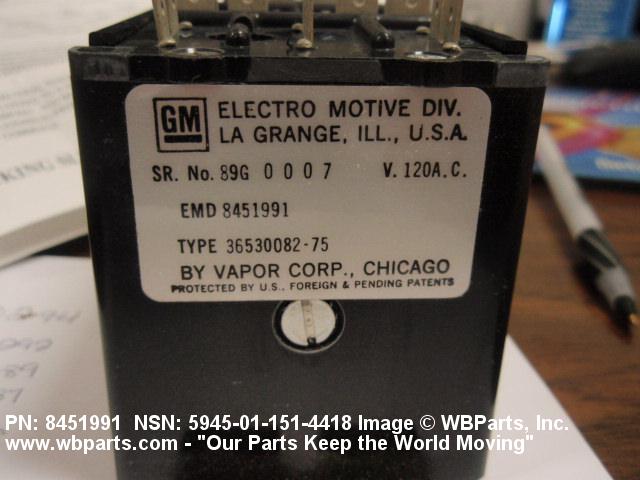 GM ELECTRO MOTIVE DIV.
LA GRANGE, ILL., U.S.A.
SR. No. 89G 0 0 0 7 V. 120A.C.
EMD 8451991
TYPE 36530082-75
BY VAPOR CORP., CHICAGO
PROTECTED BY U.S., FOREIGN & PENDING PATENTS
PN: 8451991 NSN: 5945-01-151-4418 Image © WBParts, Inc.
www.wbparts.com - "Our Parts Keep the World Moving"